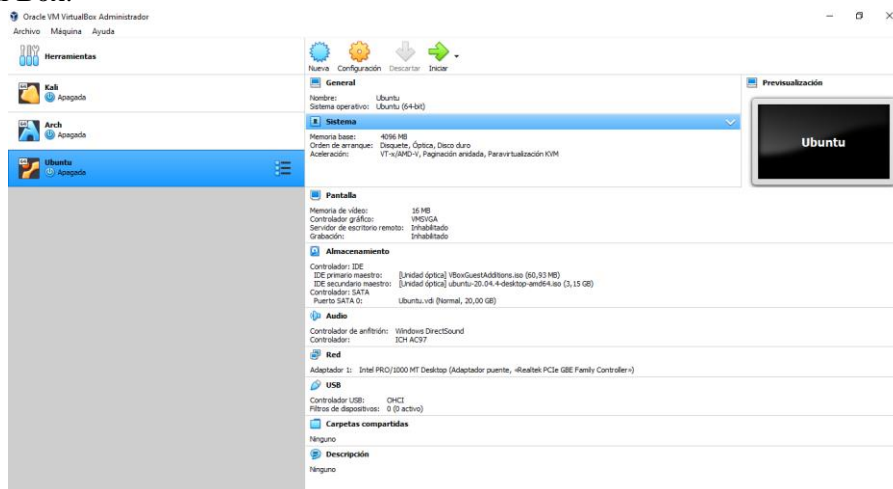 Oracle VM VirtualBox Administrador
Archivo Máquina Ayuda
Herramientas
Kali
Apagada
Arch
Apagada
Ubuntu
Apagada
Nueva Configuración Descartar Iniciar
General
Nombre: Ubuntu
Sistema operativo: Ubuntu (64-bit)
Sistema
Memoria base: 4096 MB
Orden de arranque: Disquete, Óptica, Disco duro
Aceleración: VT-x/AMD-V, Paginación anidada, Paravirtualización KVM
Previsualización
Ubuntu
Pantalla
Memoria de vídeo: 16 MB
Controlador gráfico: VMSVGA
Servidor de escritorio remoto: Inhabilitado
Grabación: Inhabilitado
Almacenamiento
Controlador: IDE
IDE primario maestro: [Unidad óptica] VBoxGuestAdditions.iso (60,93 MB)
IDE secundario maestro: [Unidad óptica] ubuntu-20.04.4-desktop-amd64.iso (3,15 GB)
Controlador: SATA
Puerto SATA 0: Ubuntu.vdi (Normal, 20,00 GB)
Audio
Controlador de anfitrión: Windows DirectSound
Controlador: ICH AC97
Red
Adaptador 1: Intel PRO/1000 MT Desktop (Adaptador puente, «Realtek PCIe GBE Family Controller»)
USB
Controlador USB: OHCI
Filtros de dispositivos: 0 (0 activo)
Carpetas compartidas
Ninguno
Descripción
Ninguno